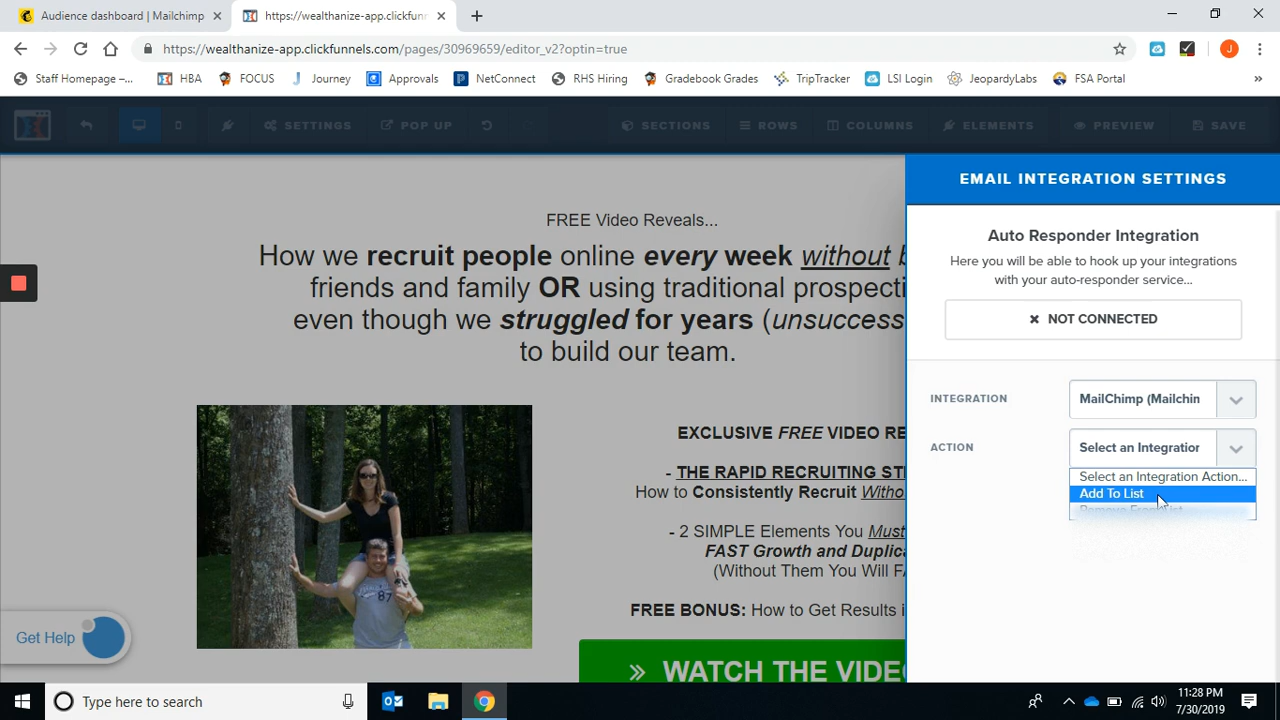 Audience dashboard | Mailchimp
https://wealthanize-app.clickfunn
https://wealthanize-app.clickfunnels.com/pages/30969659/editor_v2?optin=true
J
Staff Homepage –...
HBA
FOCUS
Journey
Approvals
NetConnect
RHS Hiring
Gradebook Grades
TripTracker
LSI Login
JeopardyLabs
FSA Portal
»
SETTINGS
POP UP
SECTIONS
ROWS
COLUMNS
ELEMENTS
PREVIEW
SAVE
EMAIL INTEGRATION SETTINGS
Auto Responder Integration
Here you will be able to hook up your integrations
with your auto-responder service...
NOT CONNECTED
INTEGRATION
MailChimp (Mailchin
ACTION
Select an Integration
Select an Integration Action...
Add To List
Remove From List
FREE Video Reveals...
How we recruit people online every week without b
friends and family OR using traditional prospecti
even though we struggled for years (unsuccess
to build our team.
87
EXCLUSIVE FREE VIDEO RE
- THE RAPID RECRUITING ST
How to Consistently Recruit Witho
- 2 SIMPLE Elements You Must
FAST Growth and Duplica
(Without Them You Will FA
FREE BONUS: How to Get Results i
» WATCH THE VIDEO
Get Help
Type here to search
11:28 PM
7/30/2019